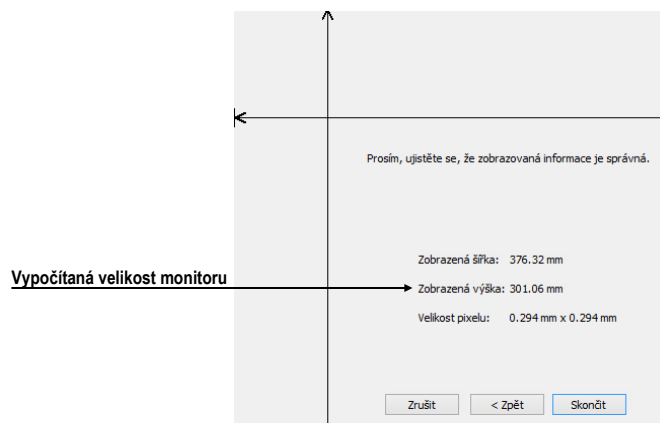 Prosím, ujistěte se, že zobrazovaná informace je správná.
Zobrazená šířka: 376.32 mm
Vypočítaná velikost monitoru
Zobrazená výška: 301.06 mm
Velikost pixelu: 0.294 mm x 0.294 mm
Zrušit < Zpět Skončit